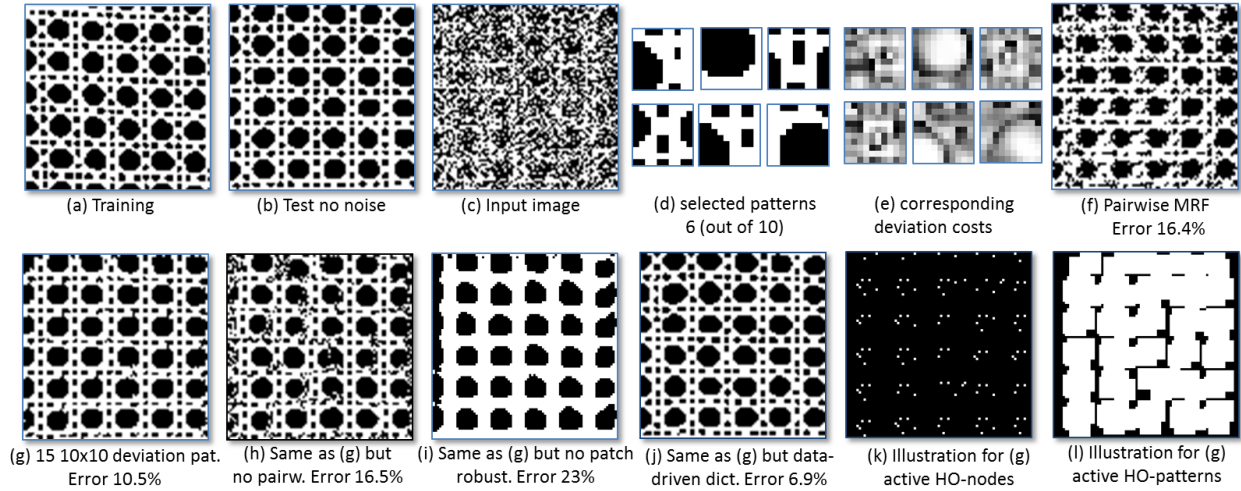 (a) Training
(b) Test no noise
(c) Input image
(d) selected patterns
6 (out of 10)
(e) corresponding
deviation costs
(f) Pairwise MRF
Error 16.4%
(g) 15 10x10 deviation pat.
Error 10.5%
(h) Same as (g) but
no pairw. Error 16.5%
(i) Same as (g) but no patch
robust. Error 23%
(j) Same as (g) but data-
driven dict. Error 6.9%
(k) Illustration for (g)
active HO-nodes
(l) Illustration for (g)
active HO-patterns